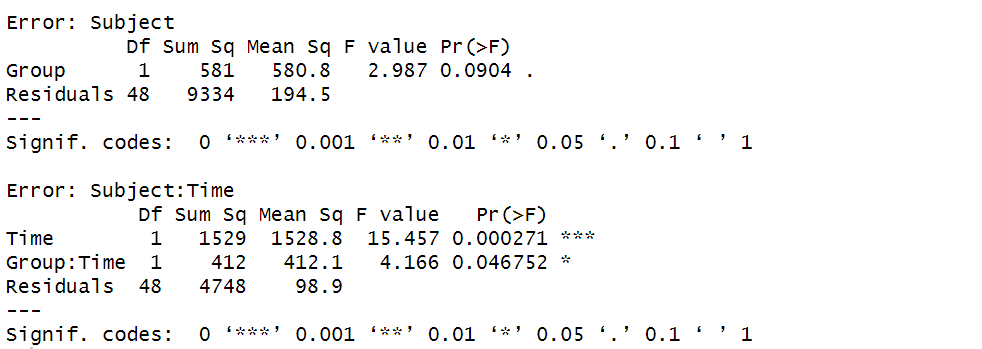 Error: Subject
          Df Sum Sq Mean Sq F value Pr(>F)
Group      1    581   580.8   2.987 0.0904 .
Residuals 48   9334   194.5
---
Signif. codes:  0 ‘***’ 0.001 ‘**’ 0.01 ‘*’ 0.05 ‘.’ 0.1 ‘ ’ 1

Error: Subject:Time
           Df Sum Sq Mean Sq F value   Pr(>F)
Time        1   1529  1528.8  15.457 0.000271 ***
Group:Time  1    412   412.1   4.166 0.046752 *
Residuals  48   4748    98.9
---
Signif. codes:  0 ‘***’ 0.001 ‘**’ 0.01 ‘*’ 0.05 ‘.’ 0.1 ‘ ’ 1